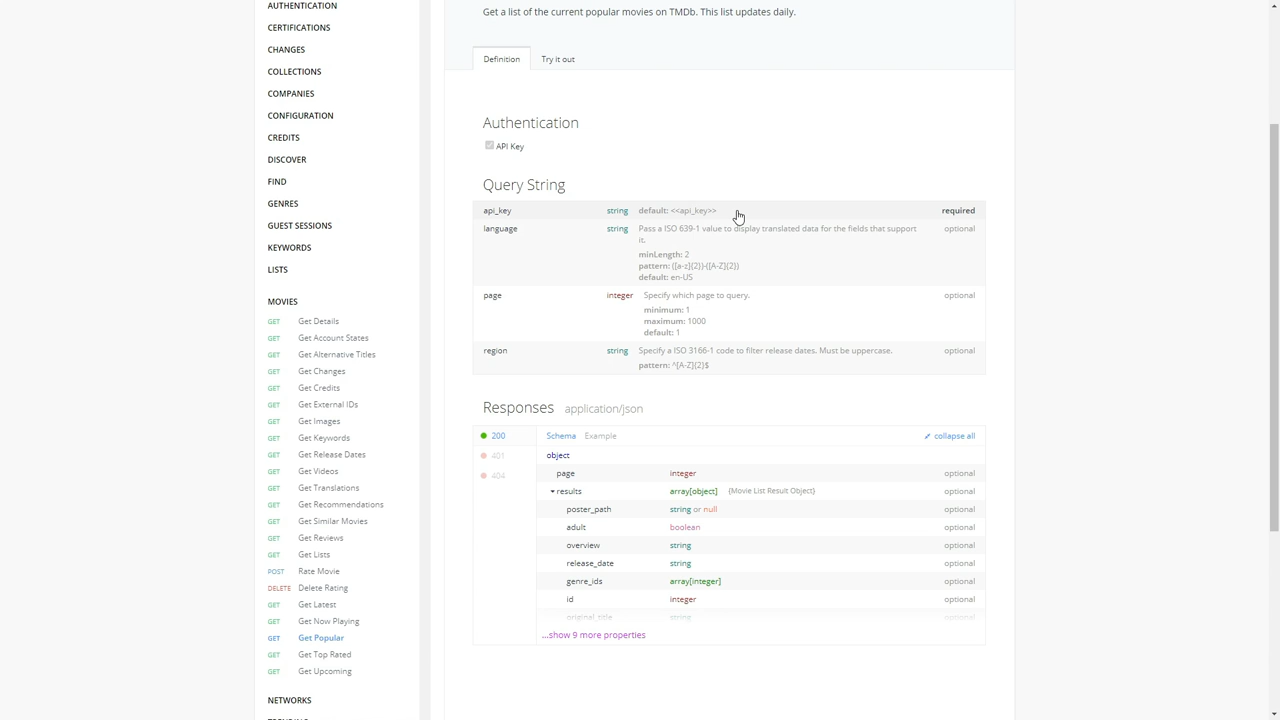 AUTHENTICATION
CERTIFICATIONS
CHANGES
COLLECTIONS
COMPANIES
CONFIGURATION
CREDITS
DISCOVER
FIND
GENRES
GUEST SESSIONS
KEYWORDS
LISTS
MOVIES
GET Get Details
GET Get Account States
GET Get Alternative Titles
GET Get Changes
GET Get Credits
GET Get External IDs
GET Get Images
GET Get Keywords
GET Get Release Dates
GET Get Videos
GET Get Translations
GET Get Recommendations
GET Get Similar Movies
GET Get Reviews
GET Get Lists
POST Rate Movie
DELETE Delete Rating
GET Get Latest
GET Get Now Playing
GET Get Popular
GET Get Top Rated
GET Get Upcoming
NETWORKS
Get a list of the current popular movies on TMDb. This list updates daily.
Definition Try it out
Authentication
API Key
Query String
api_key string default: <<api_key>> required
language string Pass a ISO 639-1 value to display translated data for the fields that support optional
it.
minLength: 2
pattern: ([a-z]{2})-([A-Z]{2})
default: en-US
page integer Specify which page to query. optional
minimum: 1
maximum: 1000
default: 1
region string Specify a ISO 3166-1 code to filter release dates. Must be uppercase. optional
pattern: ^[A-Z]{2}$
Responses application/json
200 Schema Example collapse all
401 object
page integer optional
404 results array[object] {Movie List Result Object} optional
poster_path string or null optional
adult boolean optional
overview string optional
release_date string optional
genre_ids array[integer] optional
id integer optional
original_title string optional
...show 9 more properties